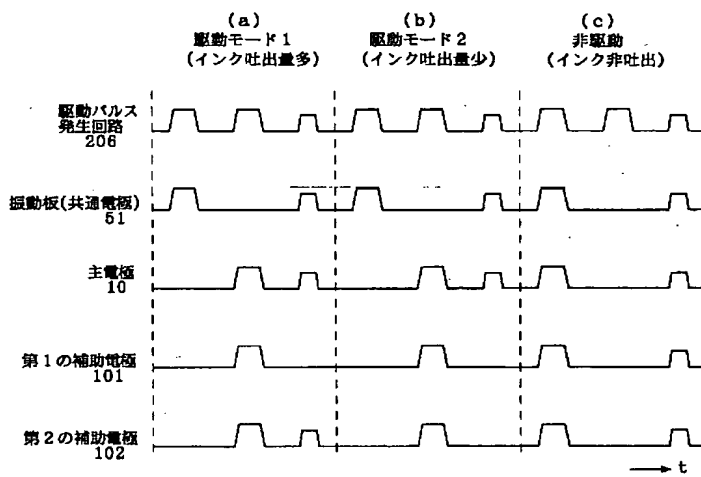 (a)
駆動モード1
(インク吐出量多)
(b)
駆動モード2
(インク吐出量少)
(c)
非駆動
(インク非吐出)
駆動パルス
発生回路
206
振動板(共通電極)
51
主電極
10
第1の補助電極
101
第2の補助電極
102
t